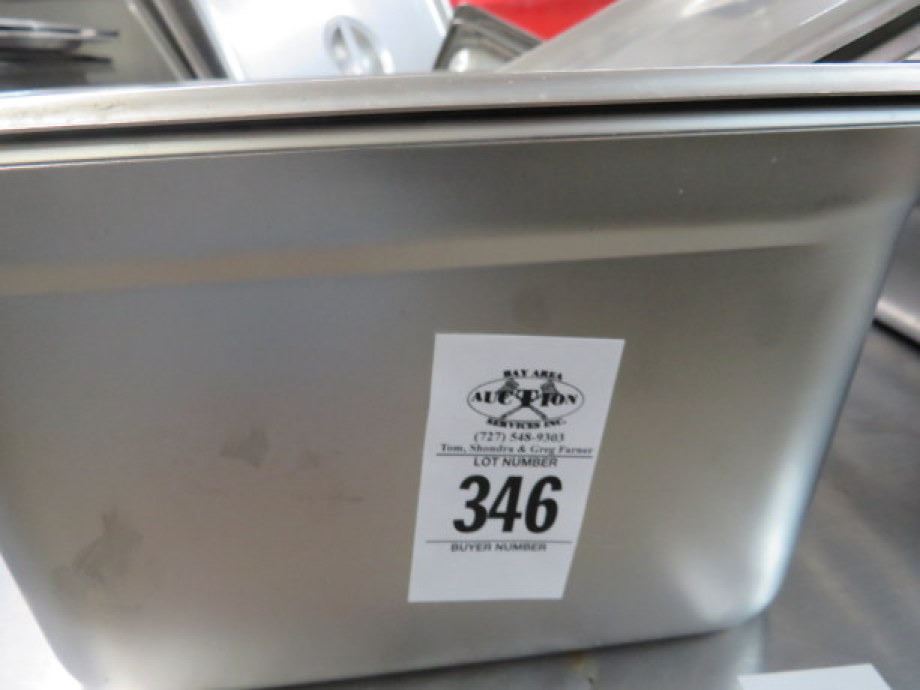 BAY AREA
AUCTION
SERVICES INC.
(727) 548-9303
Tom, Shondra & Greg Farner
LOT NUMBER
346
BUYER NUMBER